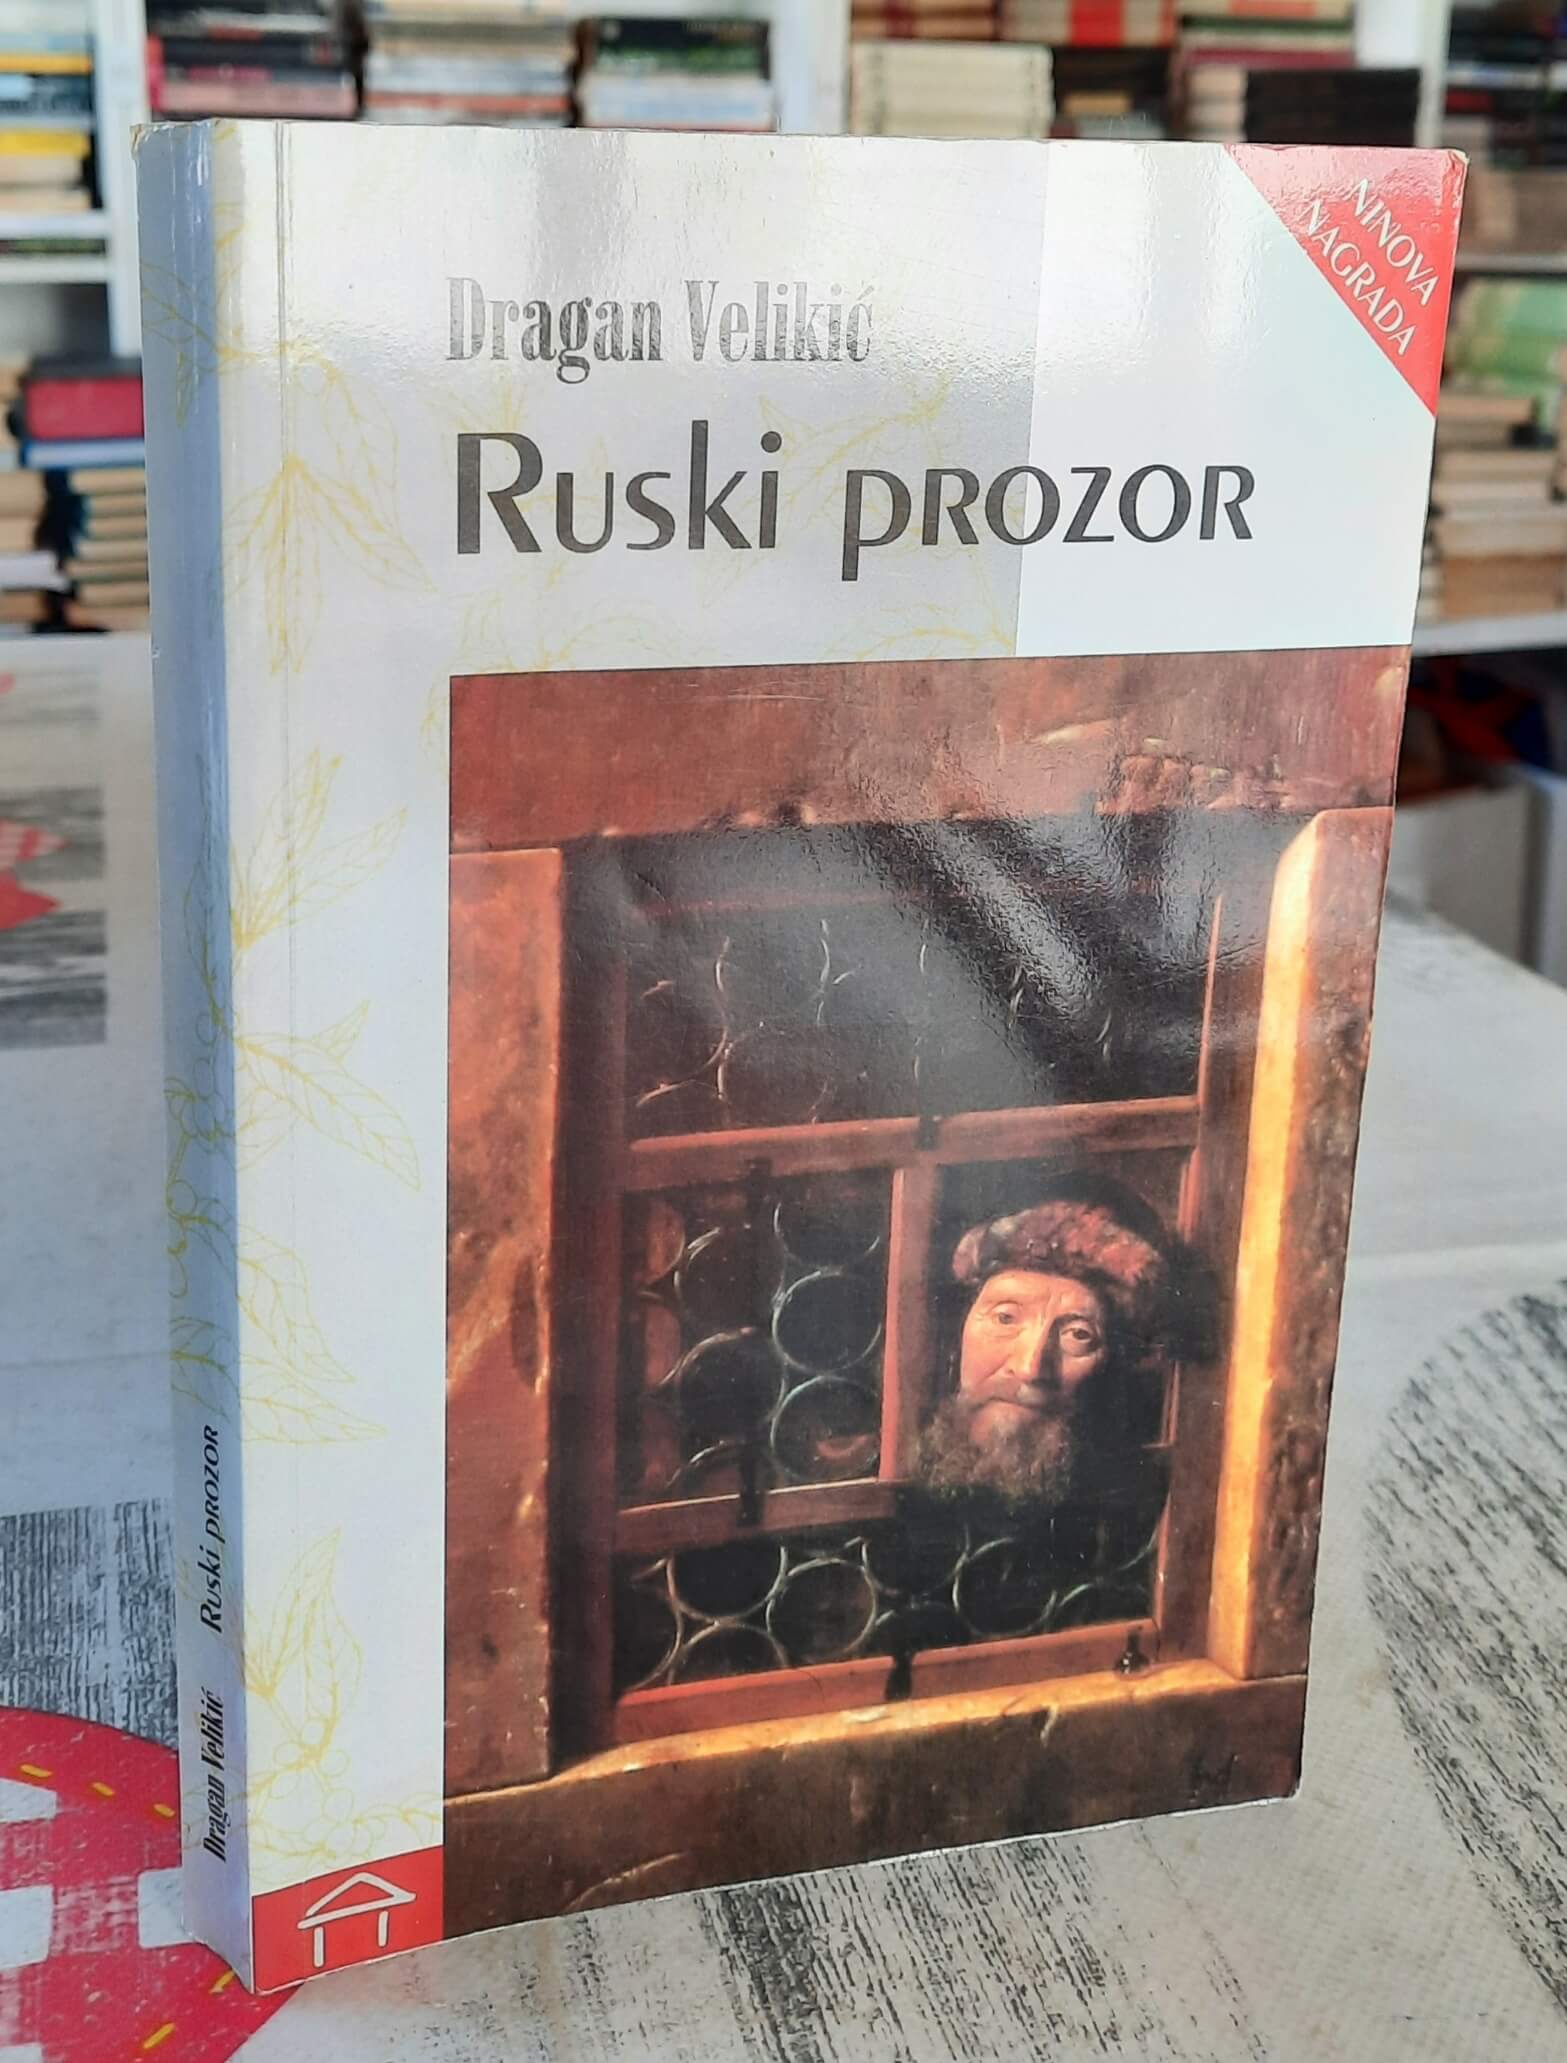 NINOVA
NAGRADA
Dragan Velikić
Ruski prozor
Dragan Velikić Ruski prozor